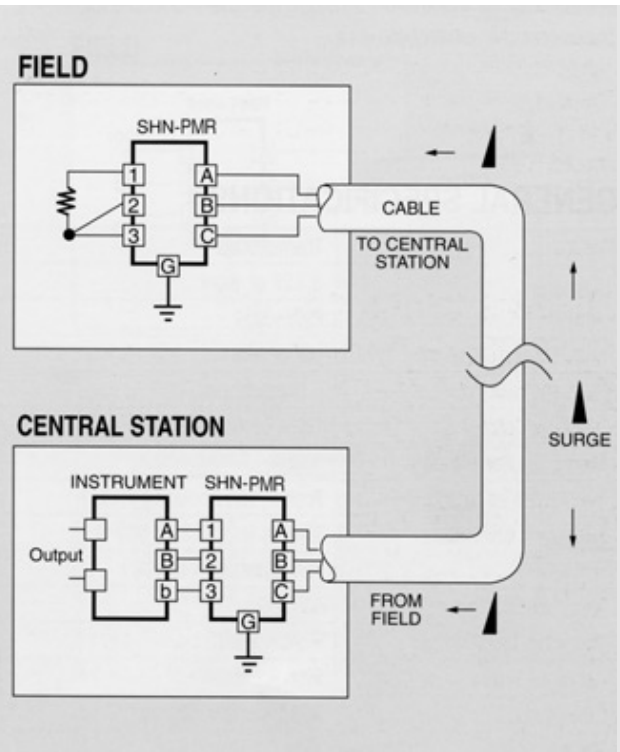 FIELD
SHN-PMR
1 A
2 B
3 C
G
CABLE
TO CENTRAL
STATION
SURGE
CENTRAL STATION
INSTRUMENT SHN-PMR
Output
A 1 A
B 2 B
b 3 C
G
FROM
FIELD